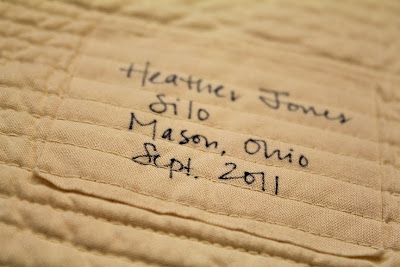 Heather Jones
Silo
Mason, Ohio
Sept. 2011